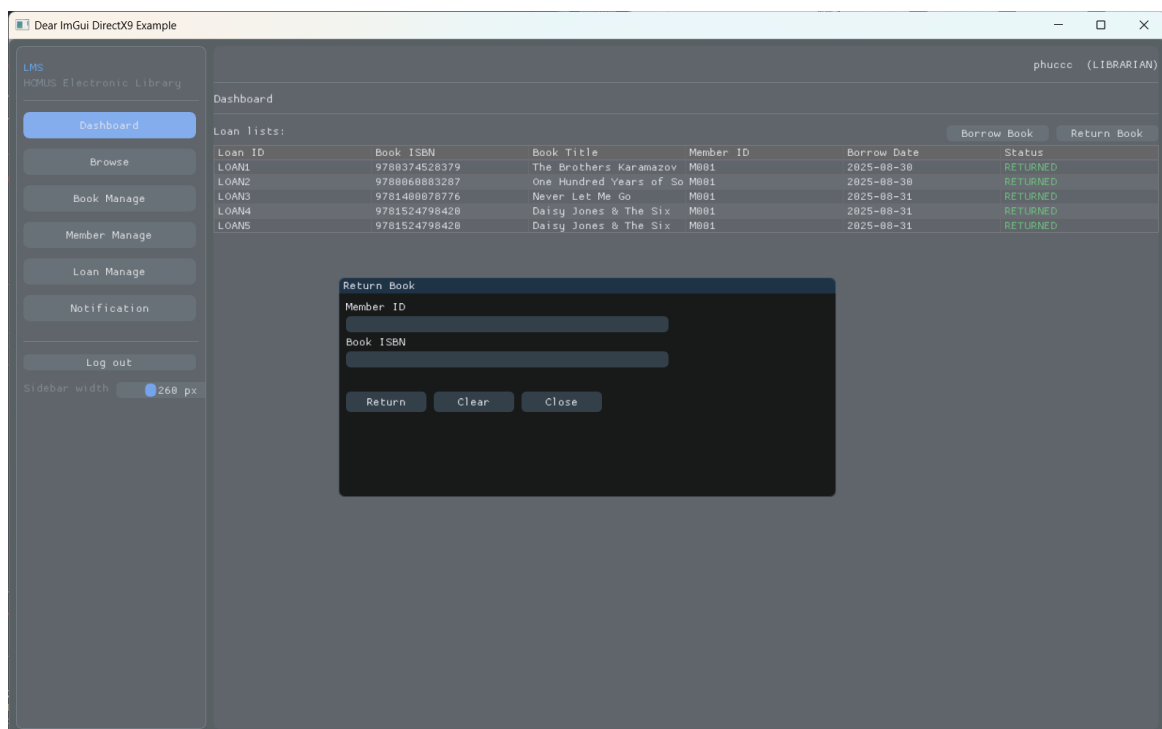 Dear ImGui DirectX9 Example
LMS
HCMUS Electronic Library
Dashboard
Browse
Book Manage
Member Manage
Loan Manage
Notification
Log out
Sidebar width 260 px
phuccc (LIBRARIAN)
Dashboard
Loan lists: Borrow Book Return Book
Loan ID Book ISBN Book Title Member ID Borrow Date Status
LOAN1 9780374528379 The Brothers Karamazov M001 2025-08-30 RETURNED
LOAN2 9780060883287 One Hundred Years of So M001 2025-08-30 RETURNED
LOAN3 9781400078776 Never Let Me Go M001 2025-08-31 RETURNED
LOAN4 9781524798420 Daisy Jones & The Six M001 2025-08-31 RETURNED
LOAN5 9781524798420 Daisy Jones & The Six M001 2025-08-31 RETURNED
Return Book
Member ID
Book ISBN
Return Clear Close